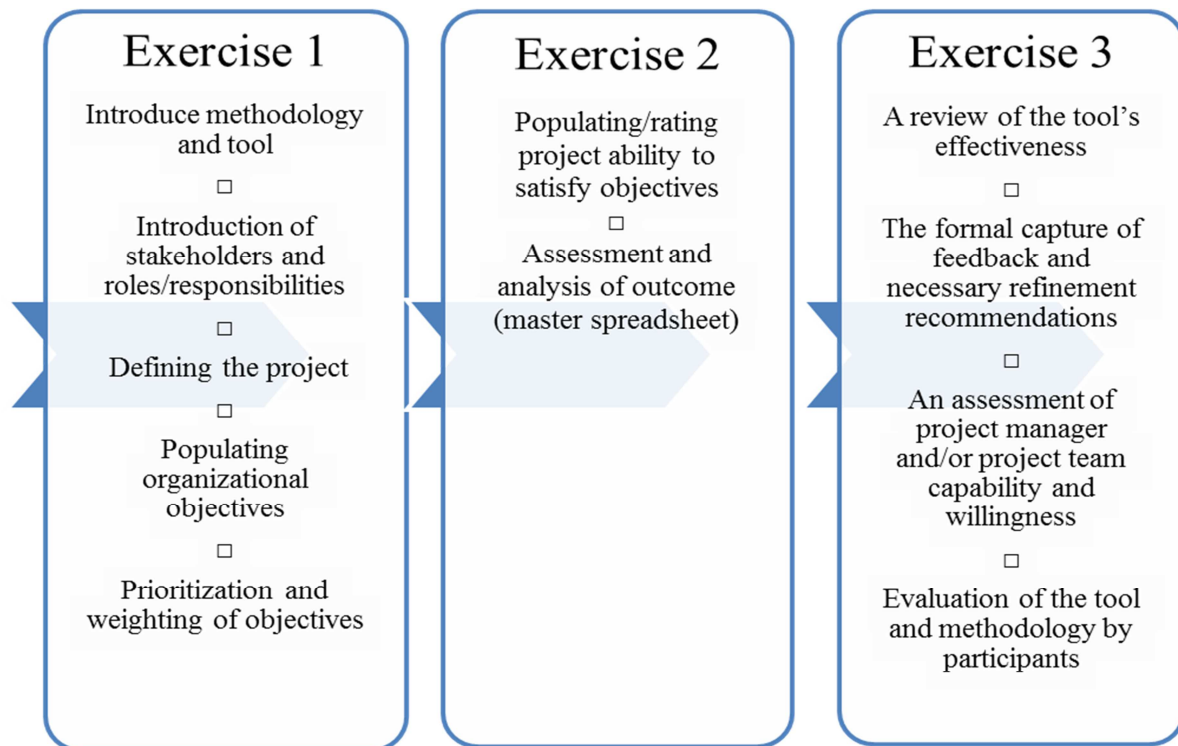 Exercise 1
Introduce methodology
and tool
□
Introduction of
stakeholders and
roles/responsibilities
□
Defining the project
□
Populating
organizational
objectives
□
Prioritization and
weighting of objectives
Exercise 2
Populating/rating
project ability to
satisfy objectives
□
Assessment and
analysis of outcome
(master spreadsheet)
Exercise 3
A review of the tool’s
effectiveness
□
The formal capture of
feedback and
necessary refinement
recommendations
□
An assessment of
project manager
and/or project team
capability and
willingness
□
Evaluation of the tool
and methodology by
participants